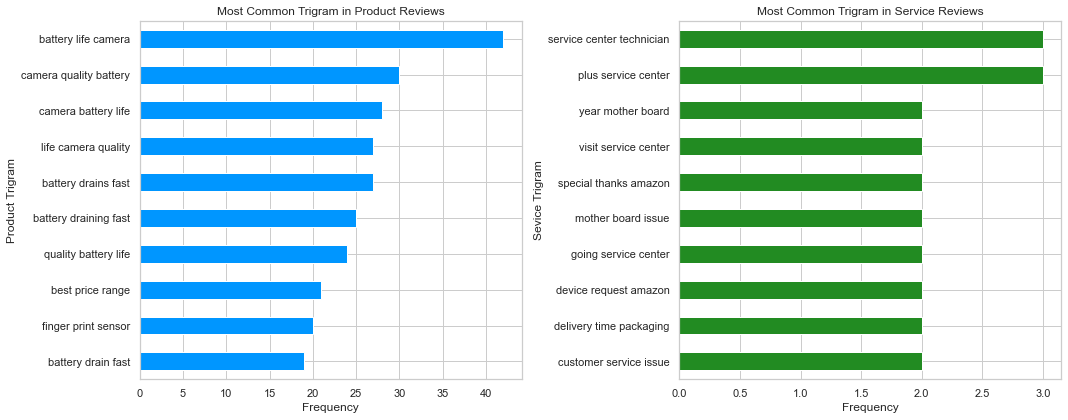 Most Common Trigram in Product Reviews
Product Trigram
battery life camera
camera quality battery
camera battery life
life camera quality
battery drains fast
battery draining fast
quality battery life
best price range
finger print sensor
battery drain fast
0 5 10 15 20 25 30 35 40
Frequency
Most Common Trigram in Service Reviews
Sevice Trigram
service center technician
plus service center
year mother board
visit service center
special thanks amazon
mother board issue
going service center
device request amazon
delivery time packaging
customer service issue
0.0 0.5 1.0 1.5 2.0 2.5 3.0
Frequency